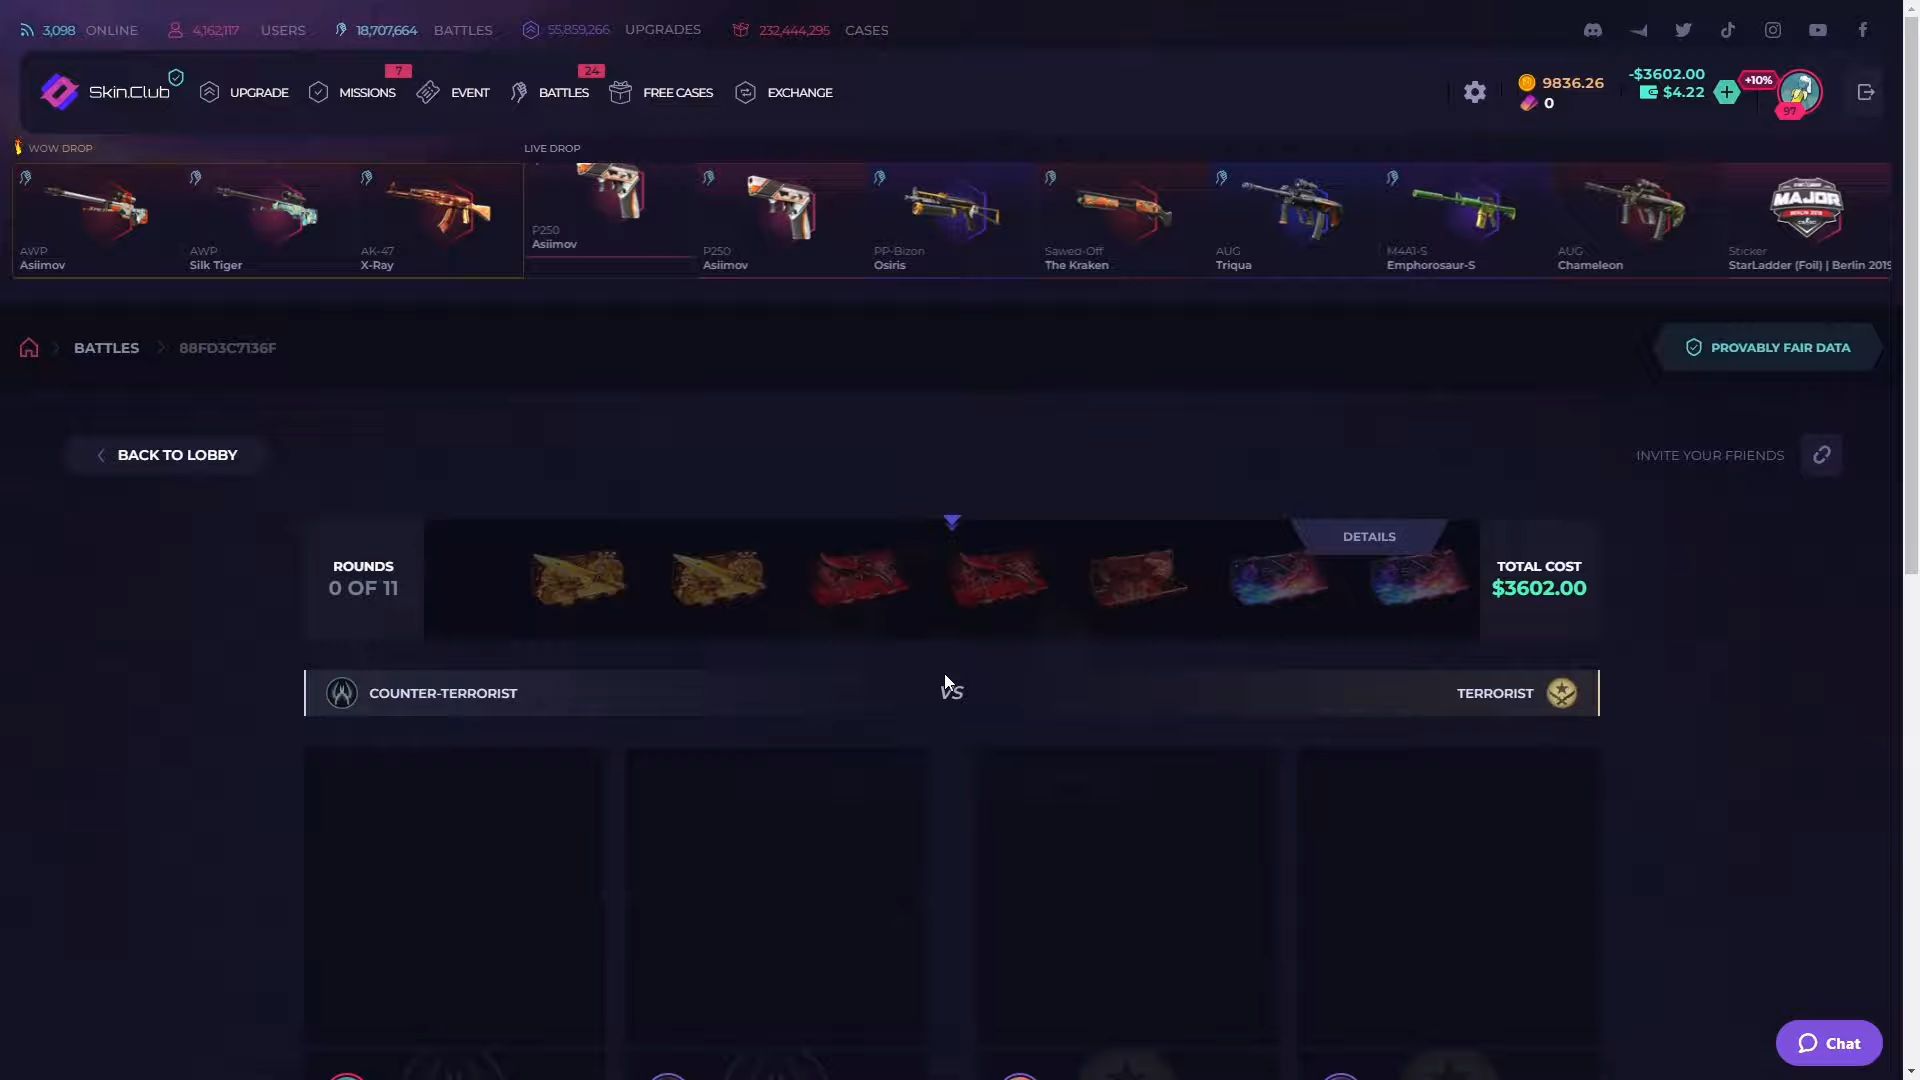 3,098 ONLINE 4,162,117 USERS 18,707,664 BATTLES 55,859,266 UPGRADES 232,444,295 CASES
Skin.Club UPGRADE MISSIONS 7 EVENT BATTLES 24 FREE CASES EXCHANGE
9836.26
0
-$3602.00
$4.22
+10%
97
WOW DROP
LIVE DROP
AWP
Asiimov
AWP
Silk Tiger
AK-47
X-Ray
P250
Asiimov
P250
Asiimov
PP-Bizon
Osiris
Sawed-Off
The Kraken
AUG
Triqua
M4A1-S
Emphorosaur-S
AUG
Chameleon
MAJOR
Sticker
StarLadder (Foil) | Berlin 2019
BATTLES 88FD3C7136F
PROVABLY FAIR DATA
BACK TO LOBBY
INVITE YOUR FRIENDS
ROUNDS
0 OF 11
DETAILS
TOTAL COST
$3602.00
COUNTER-TERRORIST
VS
TERRORIST
Chat